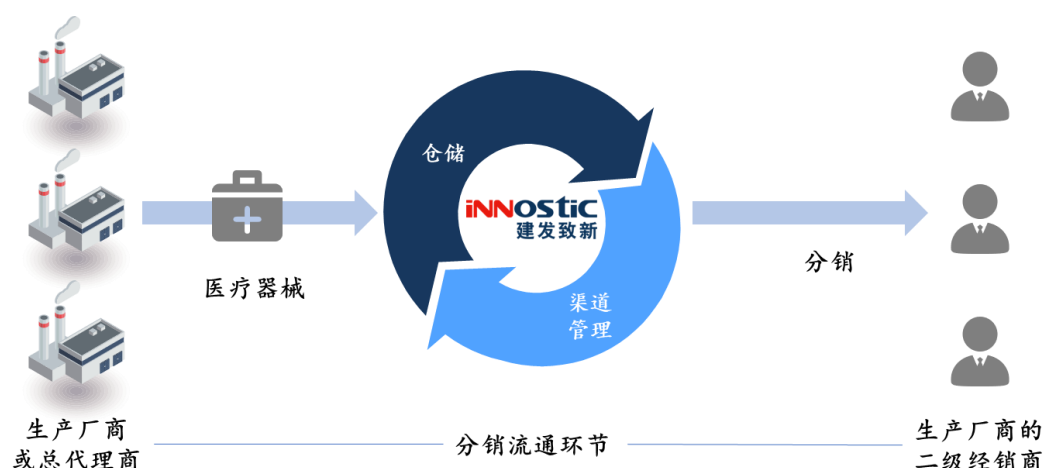 仓储
iNNOSTiC
建发致新
渠道
管理
医疗器械
分销
生产厂商
或总代理商
分销流通环节
生产厂商的
二级经销商